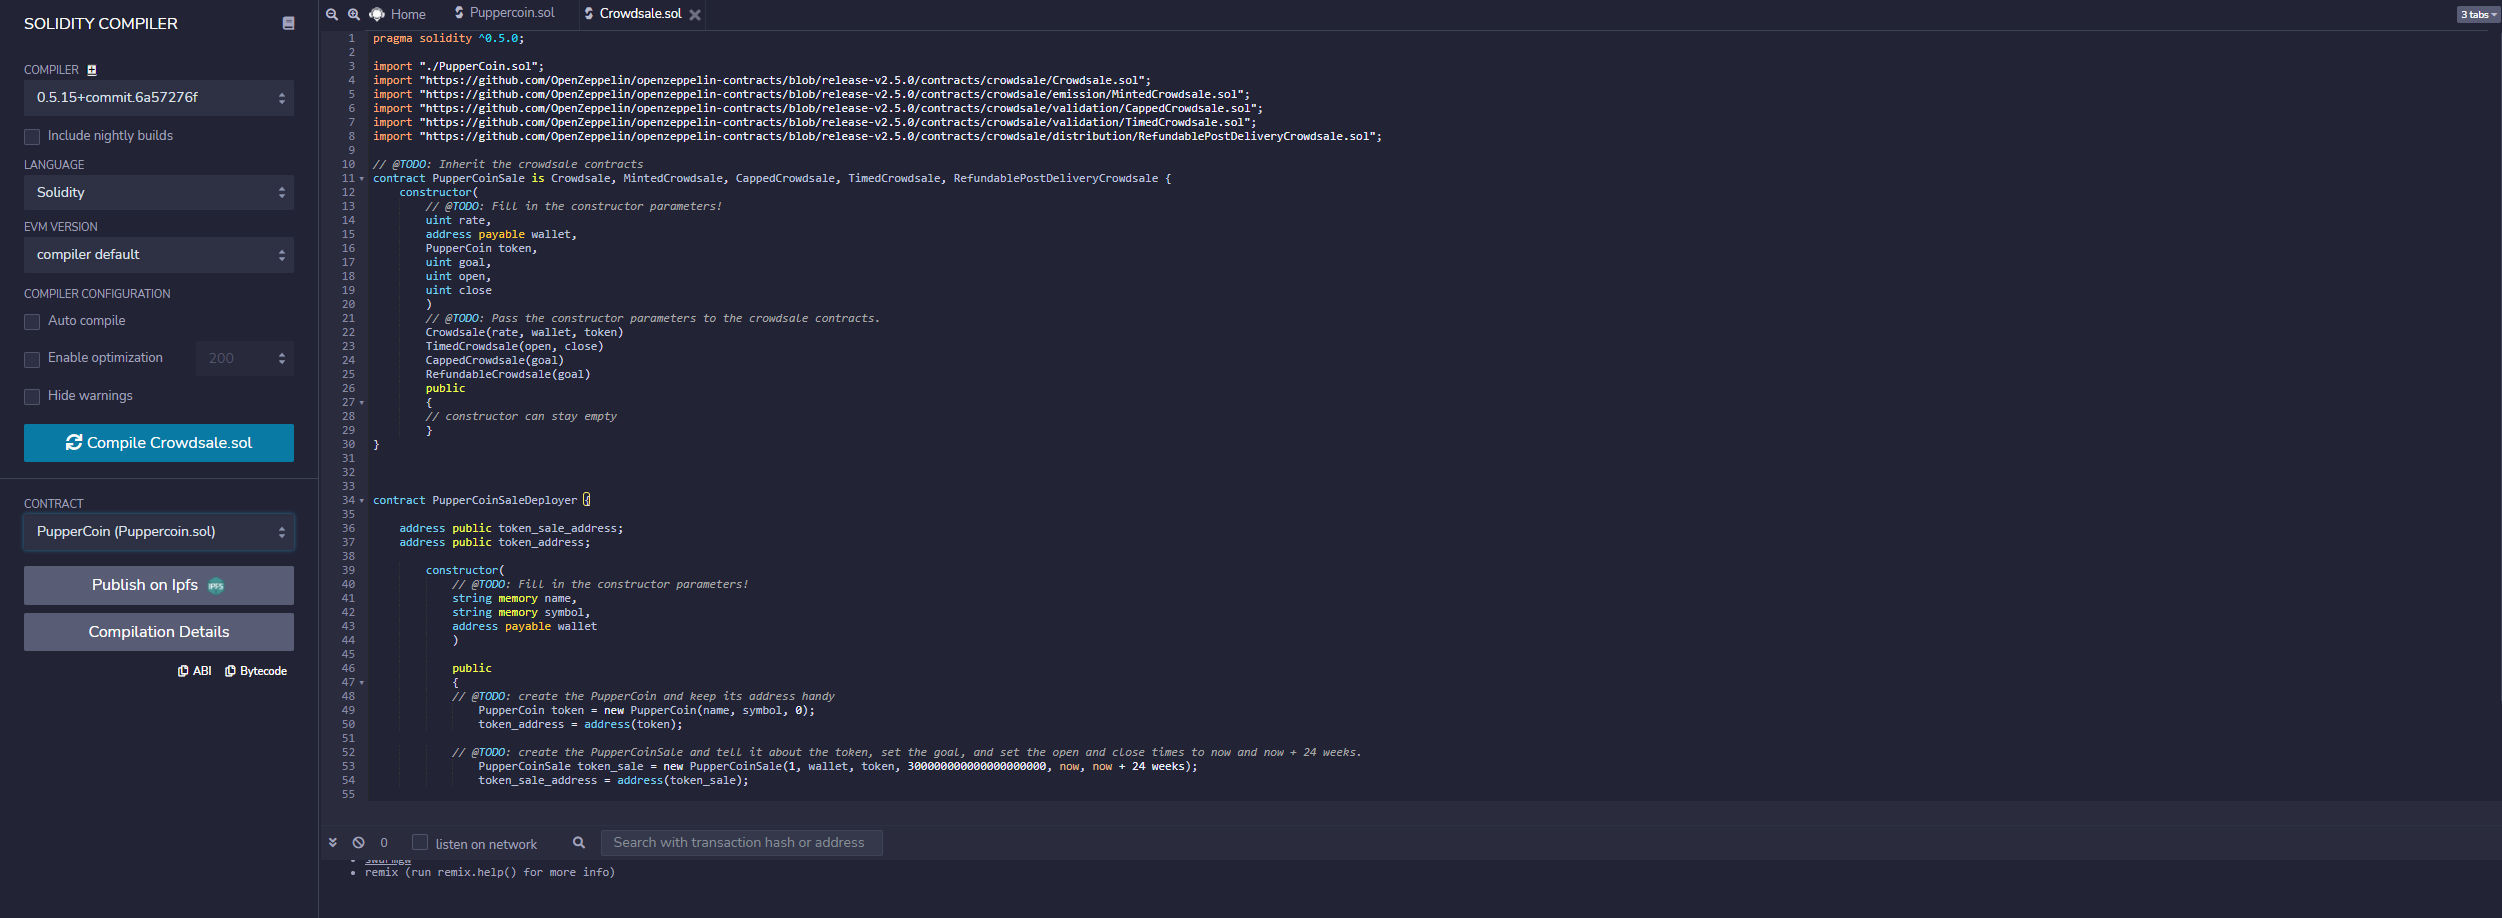 SOLIDITY COMPILER
COMPILER
0.5.15+commit.6a57276f
Include nightly builds
LANGUAGE
Solidity
EVM VERSION
compiler default
COMPILER CONFIGURATION
Auto compile
Enable optimization 200
Hide warnings
Compile Crowdsale.sol
CONTRACT
PupperCoin (Puppercoin.sol)
Publish on Ipfs IPFS
Compilation Details
ABI Bytecode
Home Puppercoin.sol Crowdsale.sol 3 tabs
1 pragma solidity ^0.5.0;
2
3 import "./PupperCoin.sol";
4 import "https://github.com/OpenZeppelin/openzeppelin-contracts/blob/release-v2.5.0/contracts/crowdsale/Crowdsale.sol";
5 import "https://github.com/OpenZeppelin/openzeppelin-contracts/blob/release-v2.5.0/contracts/crowdsale/emission/MintedCrowdsale.sol";
6 import "https://github.com/OpenZeppelin/openzeppelin-contracts/blob/release-v2.5.0/contracts/crowdsale/validation/CappedCrowdsale.sol";
7 import "https://github.com/OpenZeppelin/openzeppelin-contracts/blob/release-v2.5.0/contracts/crowdsale/validation/TimedCrowdsale.sol";
8 import "https://github.com/OpenZeppelin/openzeppelin-contracts/blob/release-v2.5.0/contracts/crowdsale/distribution/RefundablePostDeliveryCrowdsale.sol";
9
10 // @TODO: Inherit the crowdsale contracts
11 contract PupperCoinSale is Crowdsale, MintedCrowdsale, CappedCrowdsale, TimedCrowdsale, RefundablePostDeliveryCrowdsale {
12 constructor(
13 // @TODO: Fill in the constructor parameters!
14 uint rate,
15 address payable wallet,
16 PupperCoin token,
17 uint goal,
18 uint open,
19 uint close
20 )
21 // @TODO: Pass the constructor parameters to the crowdsale contracts.
22 Crowdsale(rate, wallet, token)
23 TimedCrowdsale(open, close)
24 CappedCrowdsale(goal)
25 RefundableCrowdsale(goal)
26 public
27 {
28 // constructor can stay empty
29 }
30 }
31
32
33
34 contract PupperCoinSaleDeployer {
35
36 address public token_sale_address;
37 address public token_address;
38
39 constructor(
40 // @TODO: Fill in the constructor parameters!
41 string memory name,
42 string memory symbol,
43 address payable wallet
44 )
45
46 public
47 {
48 // @TODO: create the PupperCoin and keep its address handy
49 PupperCoin token = new PupperCoin(name, symbol, 0);
50 token_address = address(token);
51
52 // @TODO: create the PupperCoinSale and tell it about the token, set the goal, and set the open and close times to now and now + 24 weeks.
53 PupperCoinSale token_sale = new PupperCoinSale(1, wallet, token, 300000000000000000000, now, now + 24 weeks);
54 token_sale_address = address(token_sale);
55
0 listen on network Search with transaction hash or address
• swarmgw
• remix (run remix.help() for more info)